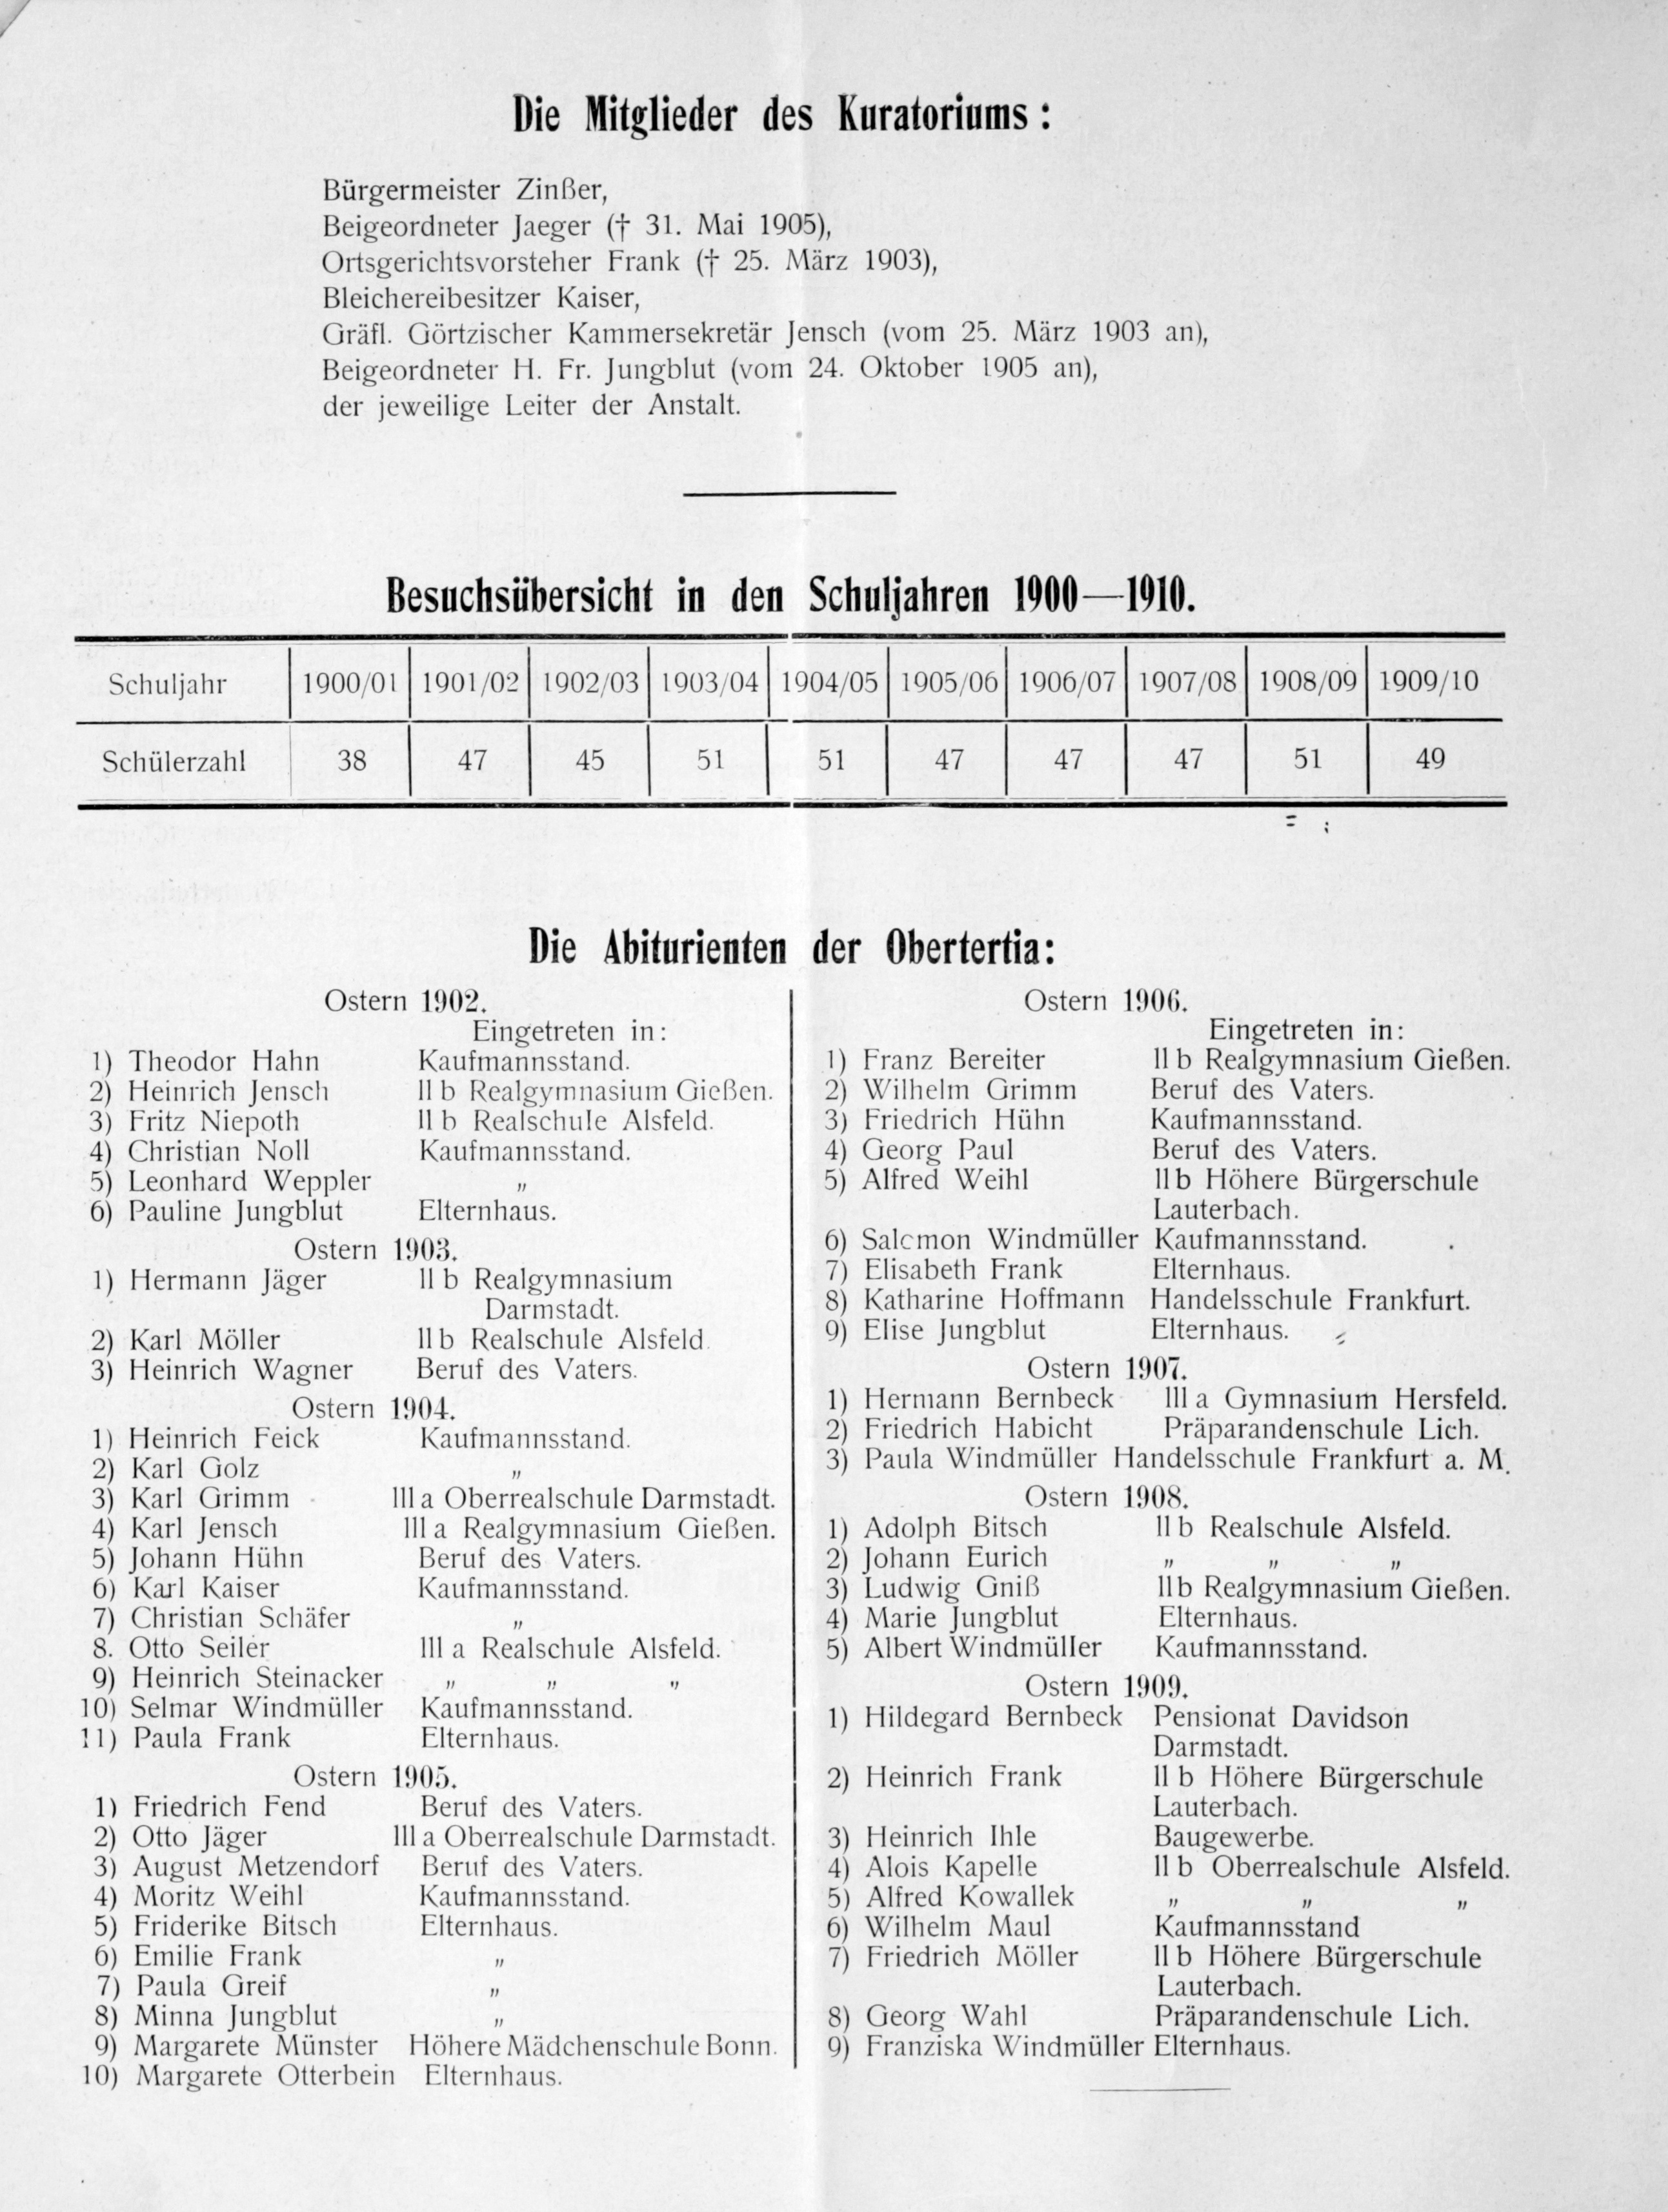 Die Mitglieder des Kuratoriums:
Bürgermeister Zinßer,
Beigeordneter Jaeger († 31. Mai 1905),
Ortsgerichtsvorsteher Frank († 25. März 1903),
Bleichereibesitzer Kaiser,
Gräfl. Görtzischer Kammersekretär Jensch (vom 25. März 1903 an),
Beigeordneter H. Fr. Jungblut (vom 24. Oktober 1905 an),
der jeweilige Leiter der Anstalt.
Besuchsübersicht in den Schuljahren 1900—1910.
Schuljahr 1900/01 1901/02 1902/03 1903/04 1904/05 1905/06 1906/07 1907/08 1908/09 1909/10
Schülerzahl 38 47 45 51 51 47 47 47 51 49
Die Abiturienten der Obertertia:
Ostern 1902.
Eingetreten in:
1) Theodor Hahn Kaufmannsstand.
2) Heinrich Jensch II b Realgymnasium Gießen.
3) Fritz Niepoth II b Realschule Alsfeld.
4) Christian Noll Kaufmannsstand.
5) Leonhard Weppler „
6) Pauline Jungblut Elternhaus.
Ostern 1903.
1) Hermann Jäger II b Realgymnasium
Darmstadt.
2) Karl Möller II b Realschule Alsfeld.
3) Heinrich Wagner Beruf des Vaters.
Ostern 1904.
1) Heinrich Feick Kaufmannsstand.
2) Karl Golz „
3) Karl Grimm III a Oberrealschule Darmstadt.
4) Karl Jensch III a Realgymnasium Gießen.
5) Johann Hühn Beruf des Vaters.
6) Karl Kaiser Kaufmannsstand.
7) Christian Schäfer „
8. Otto Seiler III a Realschule Alsfeld.
9) Heinrich Steinacker „ „ „
10) Selmar Windmüller Kaufmannsstand.
11) Paula Frank Elternhaus.
Ostern 1905.
1) Friedrich Fend Beruf des Vaters.
2) Otto Jäger III a Oberrealschule Darmstadt.
3) August Metzendorf Beruf des Vaters.
4) Moritz Weihl Kaufmannsstand.
5) Friderike Bitsch Elternhaus.
6) Emilie Frank „
7) Paula Greif „
8) Minna Jungblut „
9) Margarete Münster Höhere Mädchenschule Bonn.
10) Margarete Otterbein Elternhaus.
Ostern 1906.
Eingetreten in:
1) Franz Bereiter II b Realgymnasium Gießen.
2) Wilhelm Grimm Beruf des Vaters.
3) Friedrich Hühn Kaufmannsstand.
4) Georg Paul Beruf des Vaters.
5) Alfred Weihl II b Höhere Bürgerschule
Lauterbach.
6) Salomon Windmüller Kaufmannsstand.
7) Elisabeth Frank Elternhaus.
8) Katharine Hoffmann Handelsschule Frankfurt.
9) Elise Jungblut Elternhaus.
Ostern 1907.
1) Hermann Bernbeck III a Gymnasium Hersfeld.
2) Friedrich Habicht Präparandenschule Lich.
3) Paula Windmüller Handelsschule Frankfurt a. M.
Ostern 1908.
1) Adolph Bitsch II b Realschule Alsfeld.
2) Johann Eurich „ „ „
3) Ludwig Gniß II b Realgymnasium Gießen.
4) Marie Jungblut Elternhaus.
5) Albert Windmüller Kaufmannsstand.
Ostern 1909.
1) Hildegard Bernbeck Pensionat Davidson
Darmstadt.
2) Heinrich Frank II b Höhere Bürgerschule
Lauterbach.
3) Heinrich Ihle Baugewerbe.
4) Alois Kapelle II b Oberrealschule Alsfeld.
5) Alfred Kowallek „ „ „
6) Wilhelm Maul Kaufmannsstand
7) Friedrich Möller II b Höhere Bürgerschule
Lauterbach.
8) Georg Wahl Präparandenschule Lich.
9) Franziska Windmüller Elternhaus.